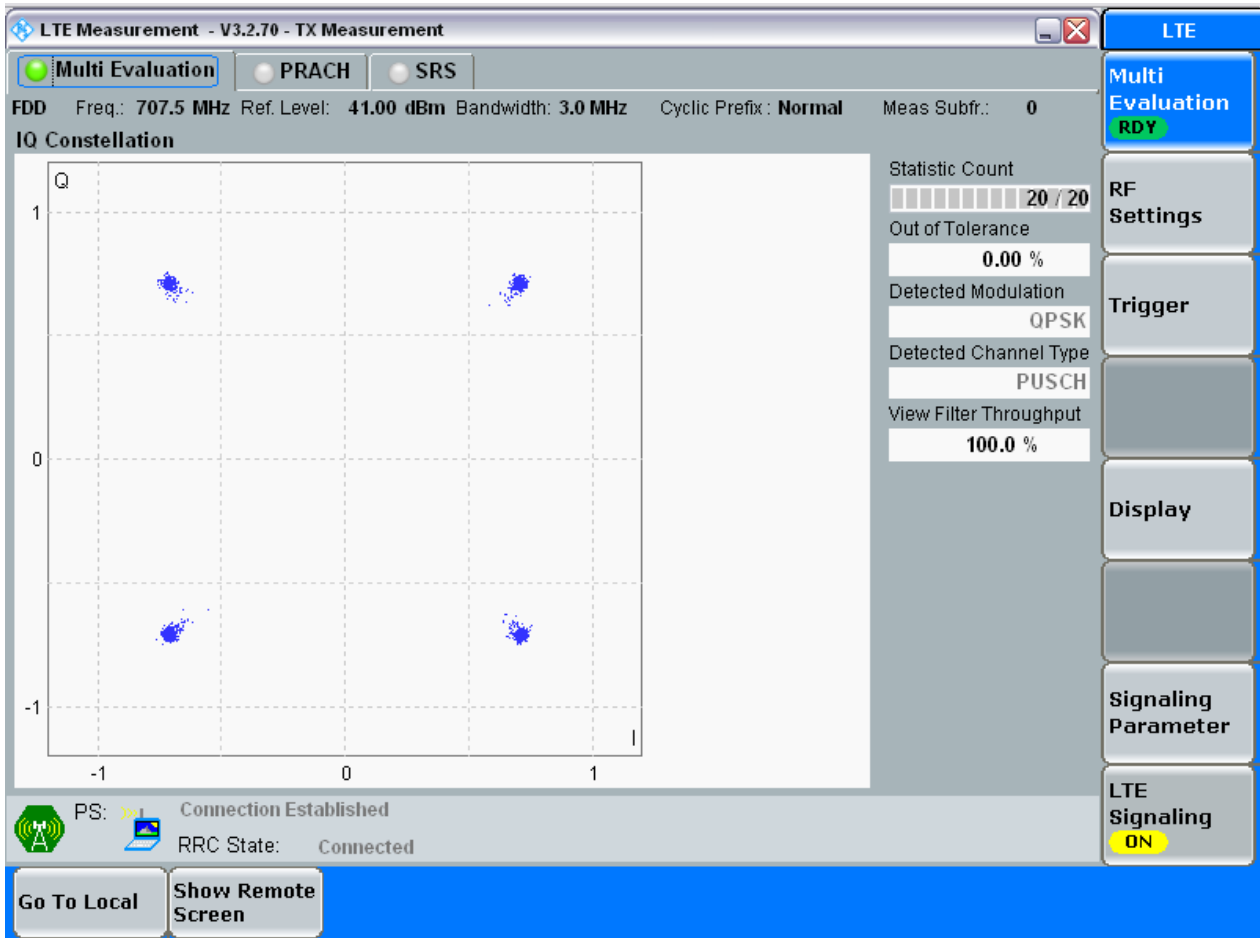 LTE Measurement - V3.2.70 - TX Measurement
LTE
Multi Evaluation
PRACH
SRS
FDD Freq.: 707.5 MHz Ref. Level: 41.00 dBm Bandwidth: 3.0 MHz Cyclic Prefix : Normal Meas Subfr.: 0
IQ Constellation
Q
1
0
-1
-1 0 1
I
Statistic Count
20 / 20
Out of Tolerance
0.00 %
Detected Modulation
QPSK
Detected Channel Type
PUSCH
View Filter Throughput
100.0 %
Multi
Evaluation
RDY
RF
Settings
Trigger
Display
Signaling
Parameter
LTE
Signaling
ON
PS: Connection Established
RRC State: Connected
Go To Local
Show Remote
Screen